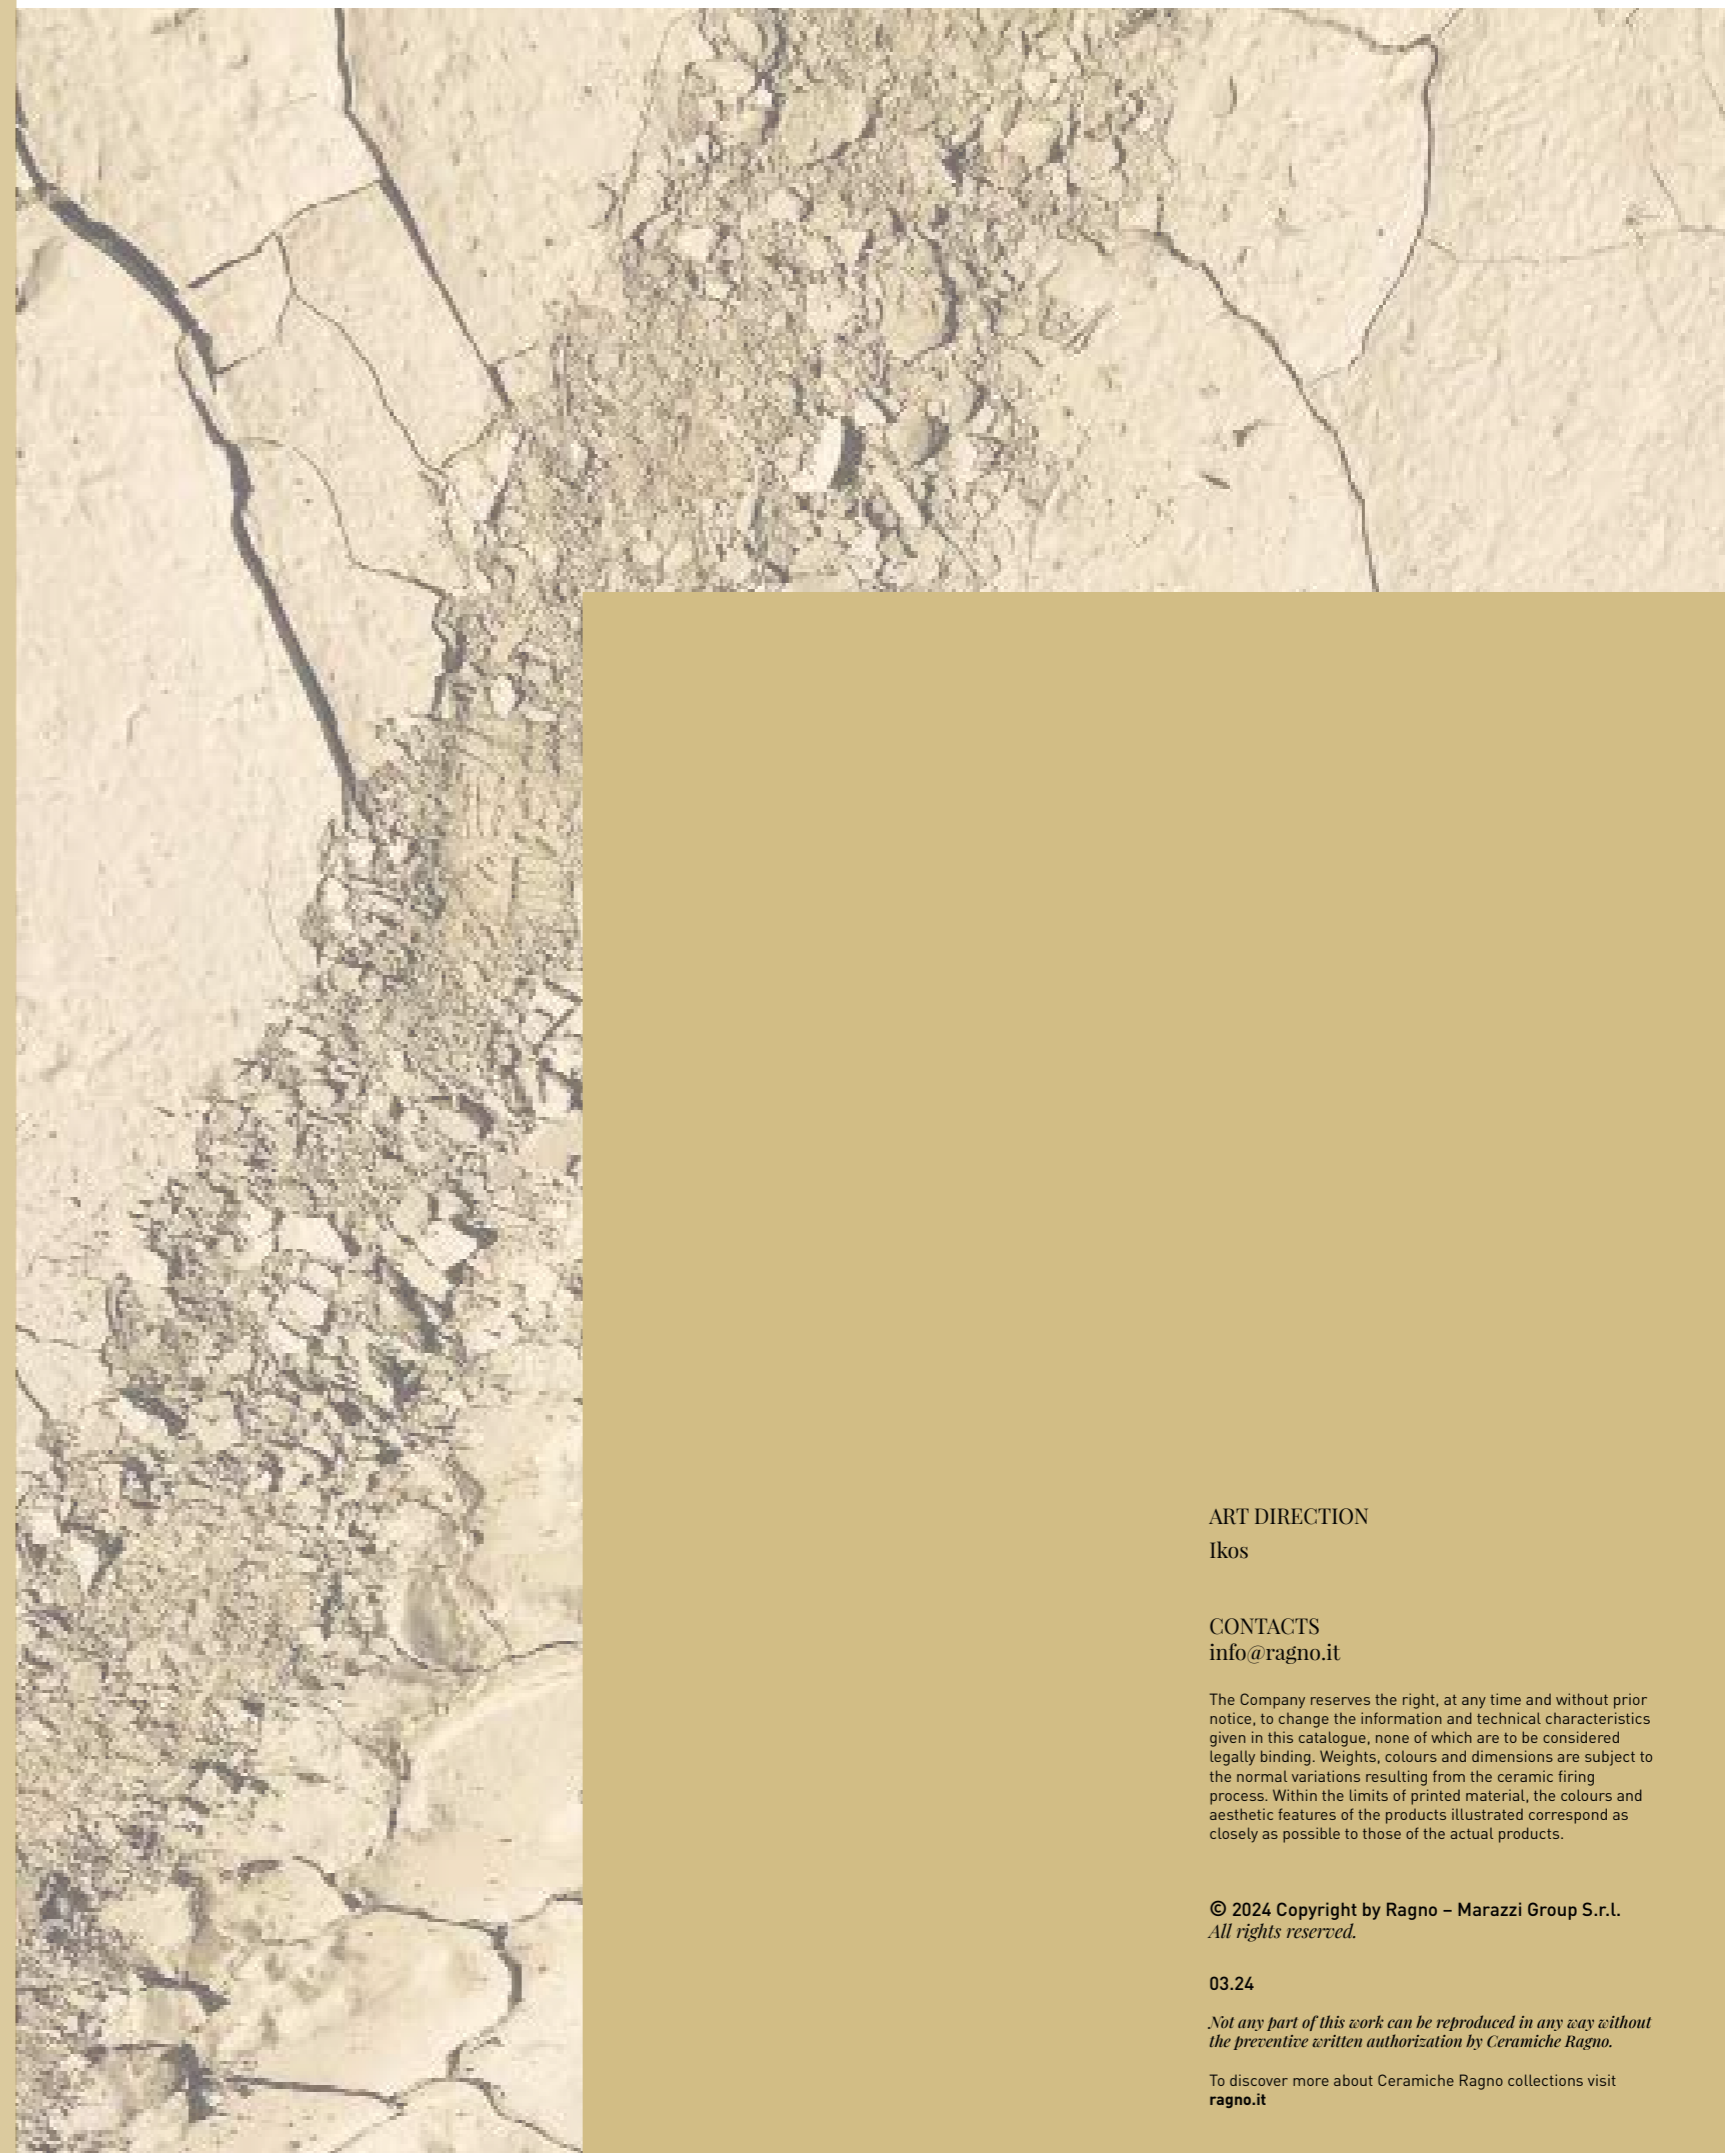 ART DIRECTION
Ikos
CONTACTS
info@ragno.it
The Company reserves the right, at any time and without prior
notice, to change the information and technical characteristics
given in this catalogue, none of which are to be considered
legally binding. Weights, colours and dimensions are subject to
the normal variations resulting from the ceramic firing
process. Within the limits of printed material, the colours and
aesthetic features of the products illustrated correspond as
closely as possible to those of the actual products.
© 2024 Copyright by Ragno – Marazzi Group S.r.l.
All rights reserved.
03.24
Not any part of this work can be reproduced in any way without
the preventive written authorization by Ceramiche Ragno.
To discover more about Ceramiche Ragno collections visit
ragno.it